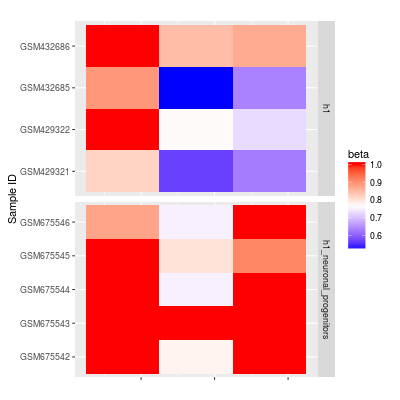 GSM432686
GSM432685
GSM429322
GSM429321
h1
GSM675546
GSM675545
GSM675544
GSM675543
GSM675542
h1_neuronal_progenitors
Sample ID
beta
1.0
0.9
0.8
0.7
0.6